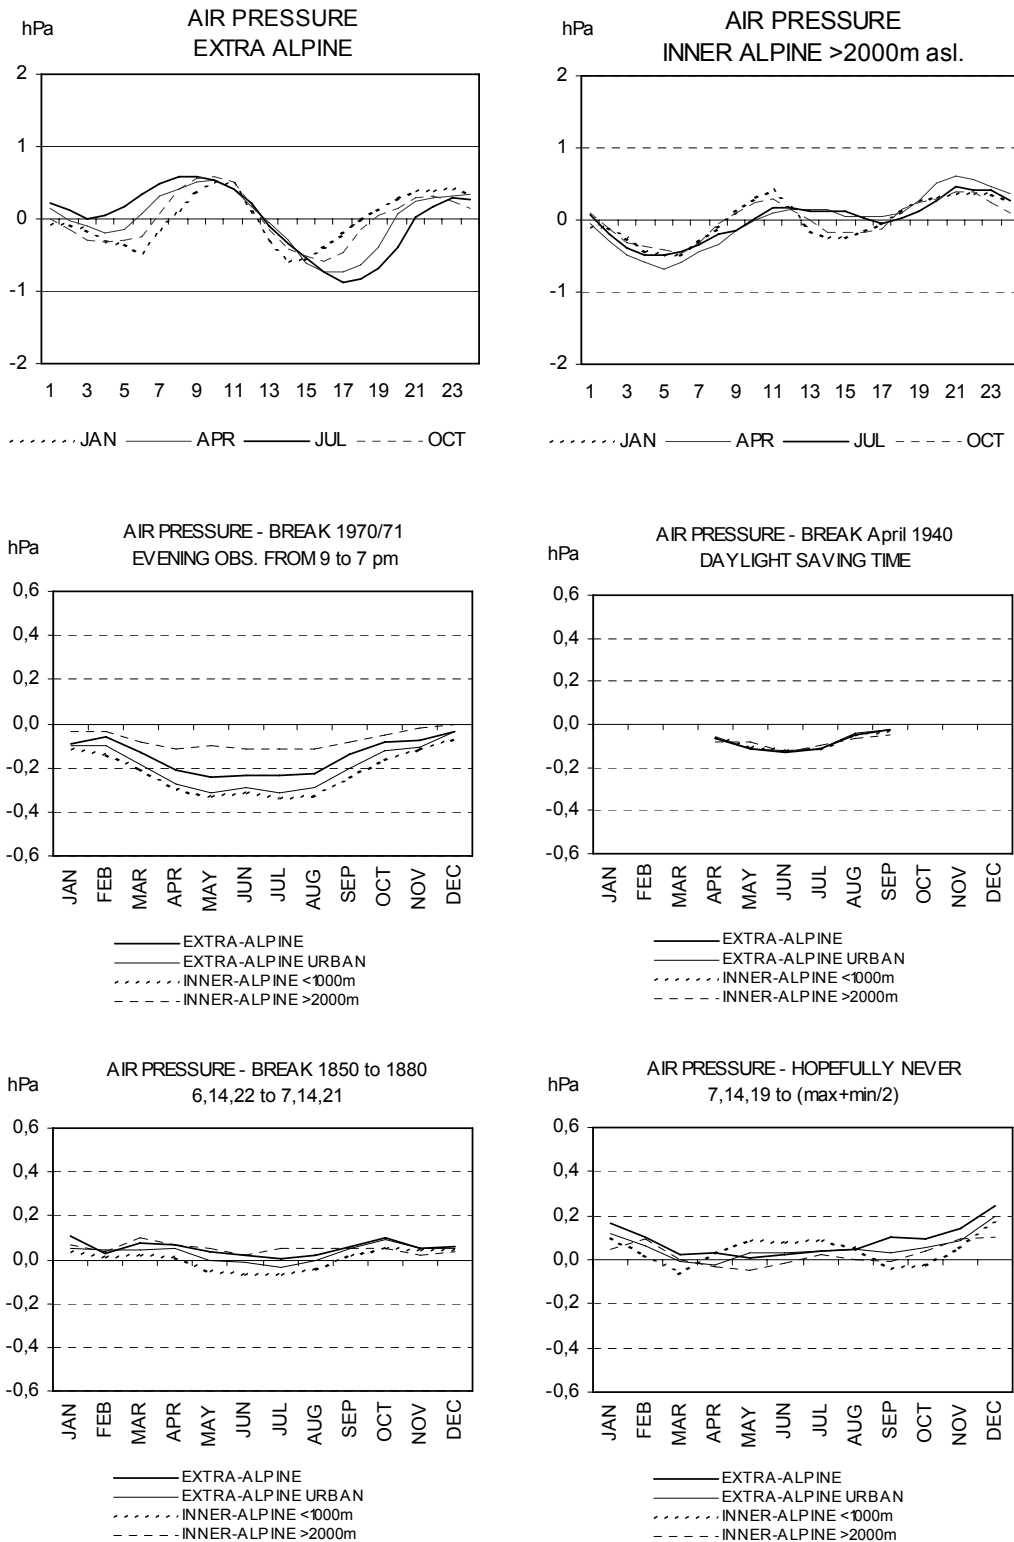 AIR PRESSURE
EXTRA ALPINE
hPa
2
1
0
-1
-2
1 3 5 7 9 11 13 15 17 19 21 23
JAN APR JUL OCT
AIR PRESSURE
INNER ALPINE >2000m asl.
hPa
2
1
0
-1
-2
1 3 5 7 9 11 13 15 17 19 21 23
JAN APR JUL OCT
AIR PRESSURE - BREAK 1970/71
EVENING OBS. FROM 9 to 7 pm
hPa
0,6
0,4
0,2
0,0
-0,2
-0,4
-0,6
JAN FEB MAR APR MAY JUN JUL AUG SEP OCT NOV DEC
EXTRA-ALPINE
EXTRA-ALPINE URBAN
INNER-ALPINE <1000m
INNER-ALPINE >2000m
AIR PRESSURE - BREAK April 1940
DAYLIGHT SAVING TIME
hPa
0,6
0,4
0,2
0,0
-0,2
-0,4
-0,6
JAN FEB MAR APR MAY JUN JUL AUG SEP OCT NOV DEC
EXTRA-ALPINE
EXTRA-ALPINE URBAN
INNER-ALPINE <1000m
INNER-ALPINE >2000m
AIR PRESSURE - BREAK 1850 to 1880
6,14,22 to 7,14,21
hPa
0,6
0,4
0,2
0,0
-0,2
-0,4
-0,6
JAN FEB MAR APR MAY JUN JUL AUG SEP OCT NOV DEC
EXTRA-ALPINE
EXTRA-ALPINE URBAN
INNER-ALPINE <1000m
INNER-ALPINE >2000m
AIR PRESSURE - HOPEFULLY NEVER
7,14,19 to (max+min/2)
hPa
0,6
0,4
0,2
0,0
-0,2
-0,4
-0,6
JAN FEB MAR APR MAY JUN JUL AUG SEP OCT NOV DEC
EXTRA-ALPINE
EXTRA-ALPINE URBAN
INNER-ALPINE <1000m
INNER-ALPINE >2000m